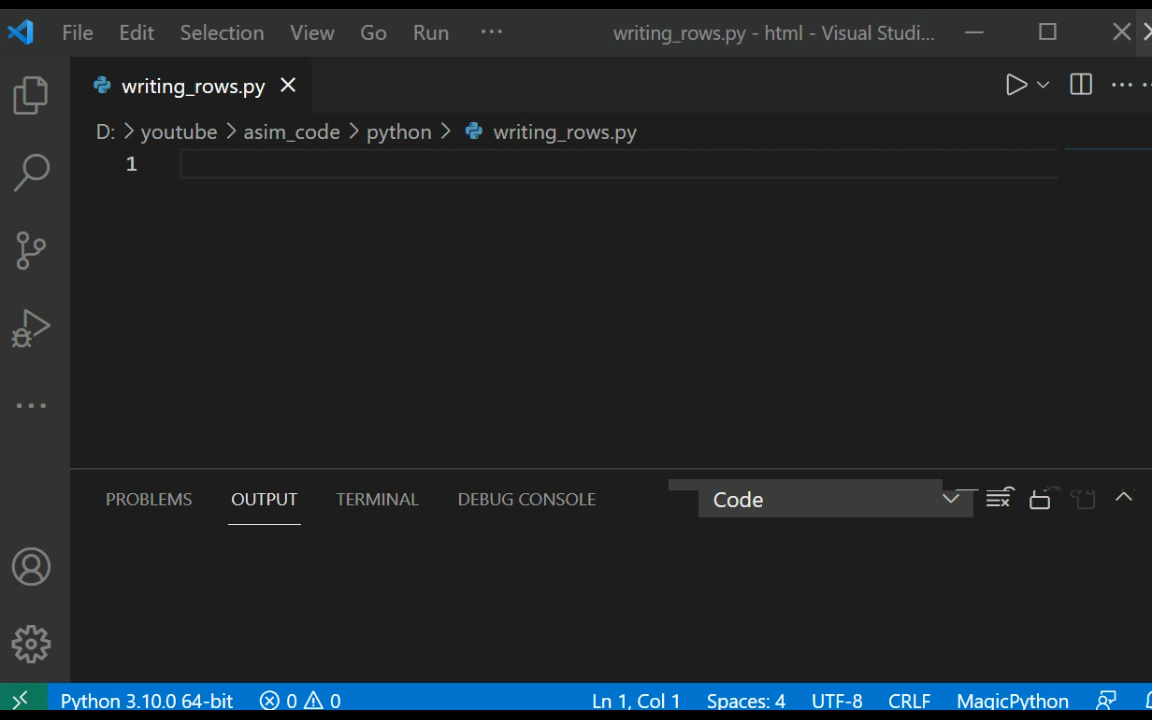 File Edit Selection View Go Run ··· writing_rows.py - html - Visual Studi...
writing_rows.py
D: > youtube > asim_code > python > writing_rows.py
1
PROBLEMS OUTPUT TERMINAL DEBUG CONSOLE Code
Python 3.10.0 64-bit 0 0 Ln 1, Col 1 Spaces: 4 UTF-8 CRLF MagicPython